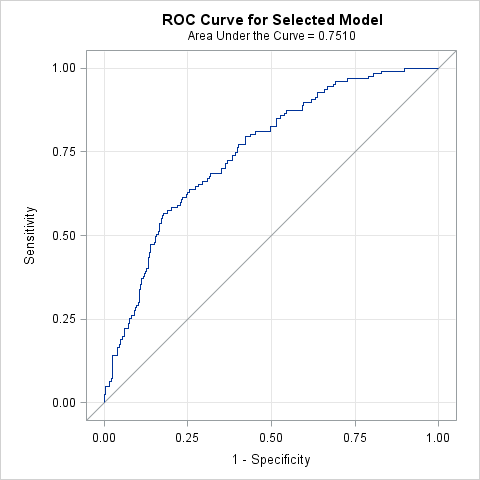 ROC Curve for Selected Model
Area Under the Curve = 0.7510
1.00
0.75
0.50
0.25
0.00
Sensitivity
0.00 0.25 0.50 0.75 1.00
1 - Specificity